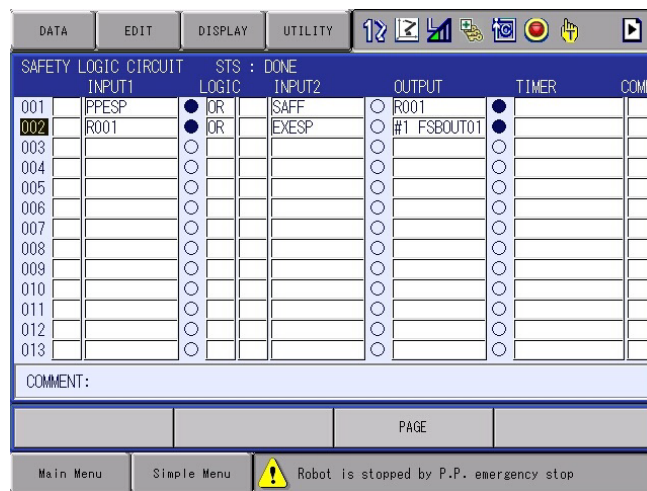 DATA EDIT DISPLAY UTILITY
SAFETY LOGIC CIRCUIT STS : DONE
INPUT1 LOGIC INPUT2 OUTPUT TIMER COM
001 PPESP OR SAFF R001
002 R001 OR EXESP #1 FSBOUT01
003
004
005
006
007
008
009
010
011
012
013
COMMENT:
PAGE
Main Menu Simple Menu ! Robot is stopped by P.P. emergency stop